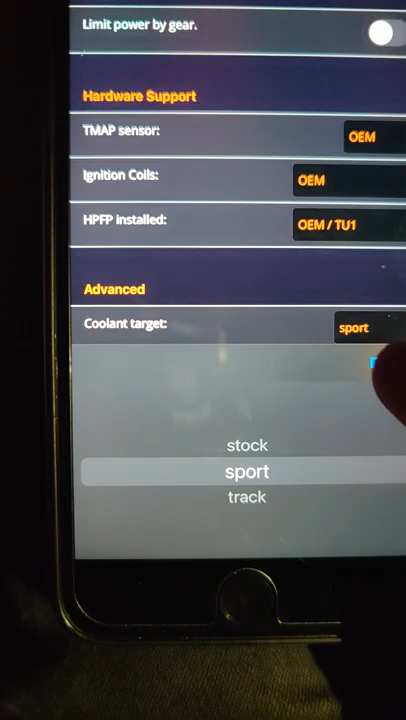 Limit power by gear.
Hardware Support
TMAP sensor:
OEM
Ignition Coils:
OEM
HPFP installed:
OEM / TU1
Advanced
Coolant target:
sport
stock
sport
track